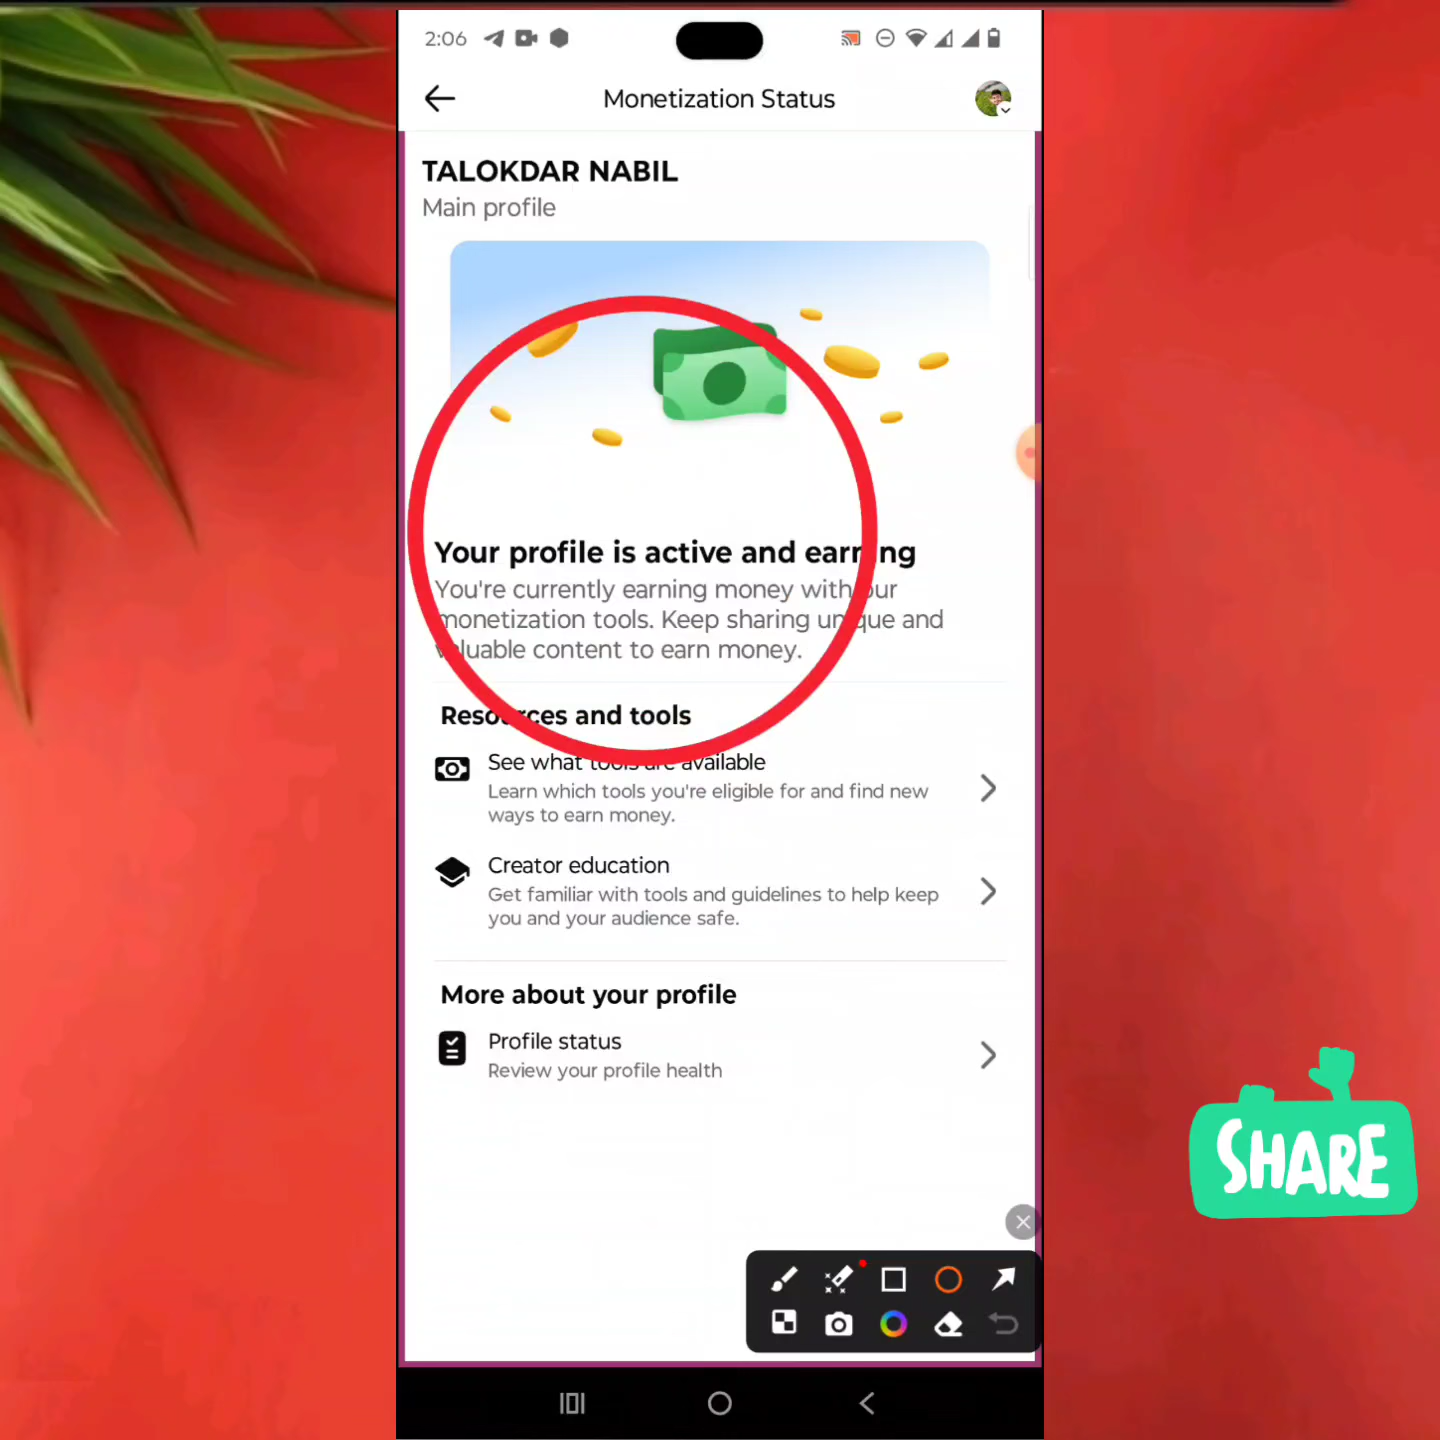 2:06
Monetization Status
TALOKDAR NABIL
Main profile
Your profile is active and earning
You're currently earning money with our
monetization tools. Keep sharing unique and
valuable content to earn money.
Resources and tools
See what tools are available
Learn which tools you're eligible for and find new
ways to earn money.
Creator education
Get familiar with tools and guidelines to help keep
you and your audience safe.
More about your profile
Profile status
Review your profile health
SHARE